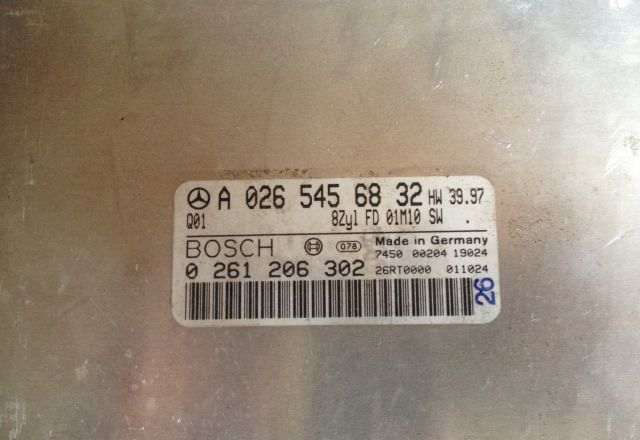 A 026 545 68 32 HW 39.97
Q01 8Zyl FD 01M10 SW .
BOSCH 078 Made in Germany
7450 00204 19024
0 261 206 302 26RT0000 011024
26